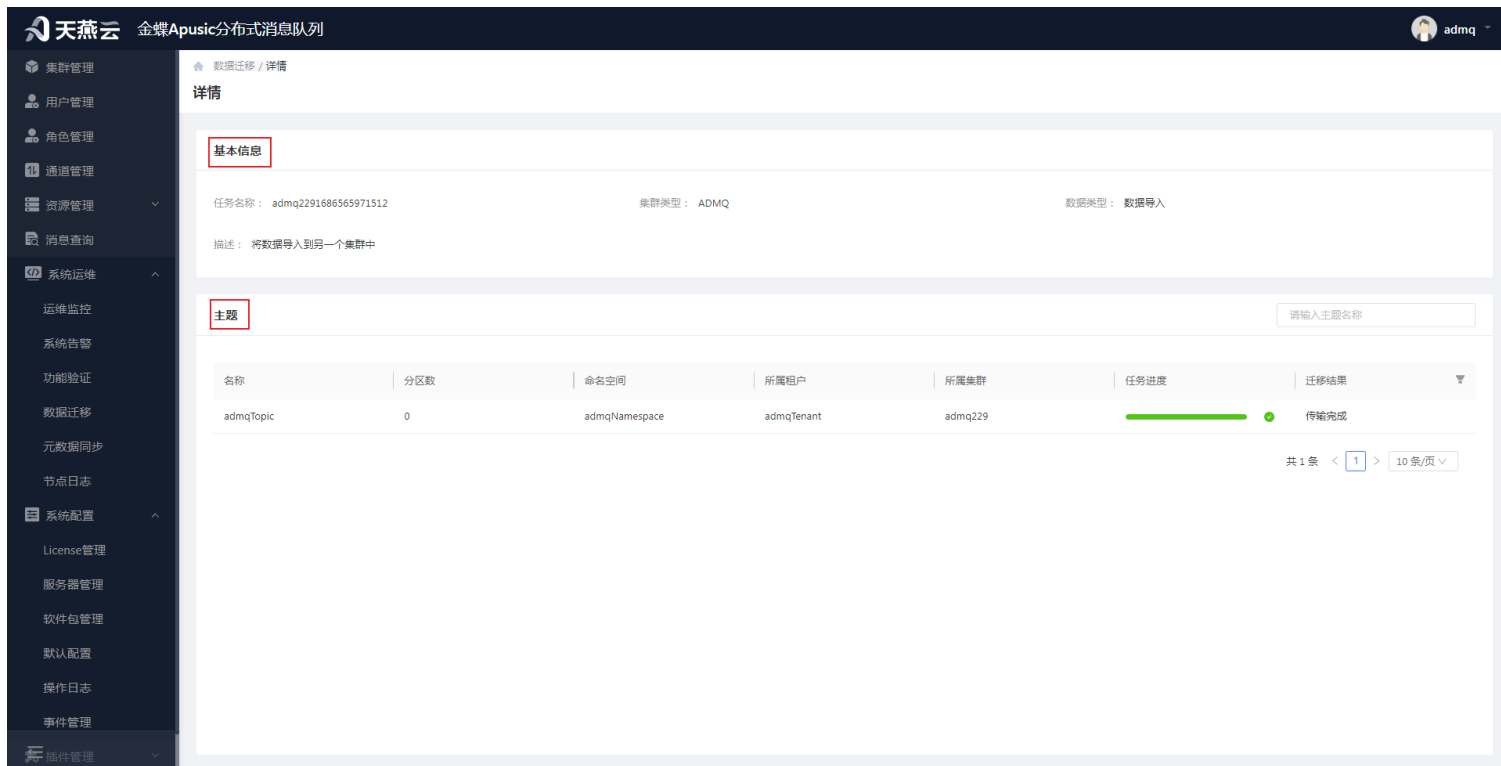 天燕云 金蝶Apusic分布式消息队列 admq
集群管理
用户管理
角色管理
通道管理
资源管理
消息查询
系统运维
运维监控
系统告警
功能验证
数据迁移
元数据同步
节点日志
系统配置
License管理
服务器管理
软件包管理
默认配置
操作日志
事件管理
插件管理
数据迁移 / 详情
详情
基本信息
任务名称： admq2291686565971512 集群类型： ADMQ 数据类型： 数据导入
描述： 将数据导入到另一个集群中
主题 请输入主题名称
名称 分区数 命名空间 所属租户 所属集群 任务进度 迁移结果
admqTopic 0 admqNamespace admqTenant admq229 传输完成
共 1 条 < 1 > 10 条/页